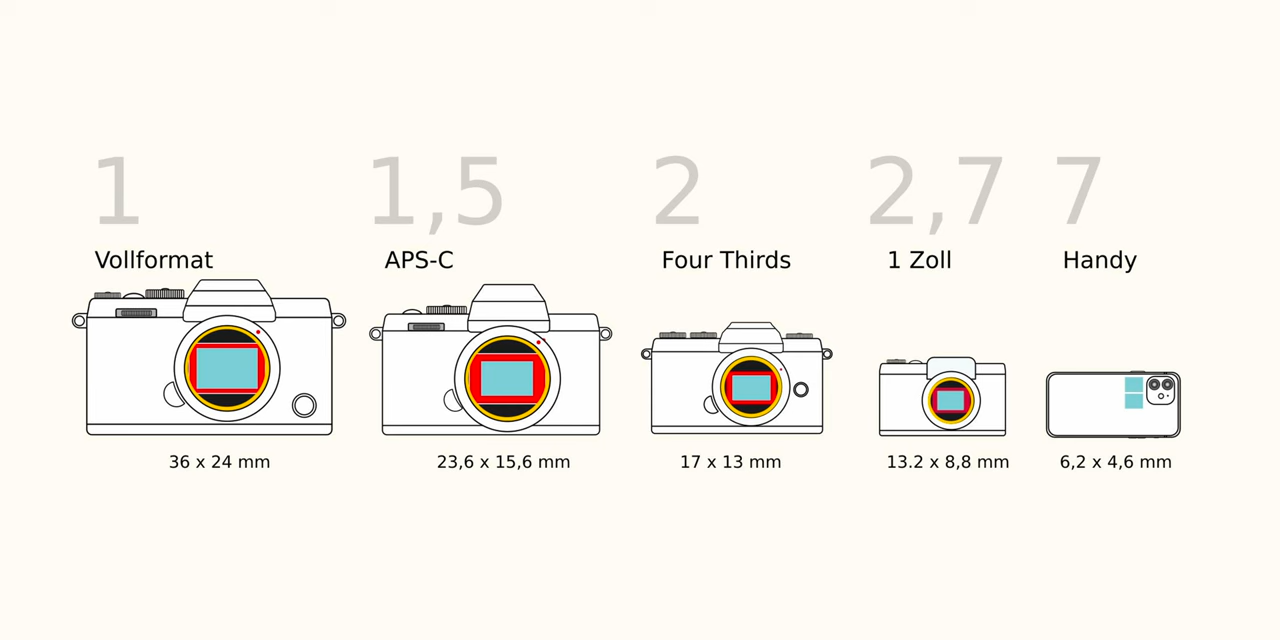 1 1,5 2 2,7 7
Vollformat APS-C Four Thirds 1 Zoll Handy
36 x 24 mm 23,6 x 15,6 mm 17 x 13 mm 13.2 x 8,8 mm 6,2 x 4,6 mm